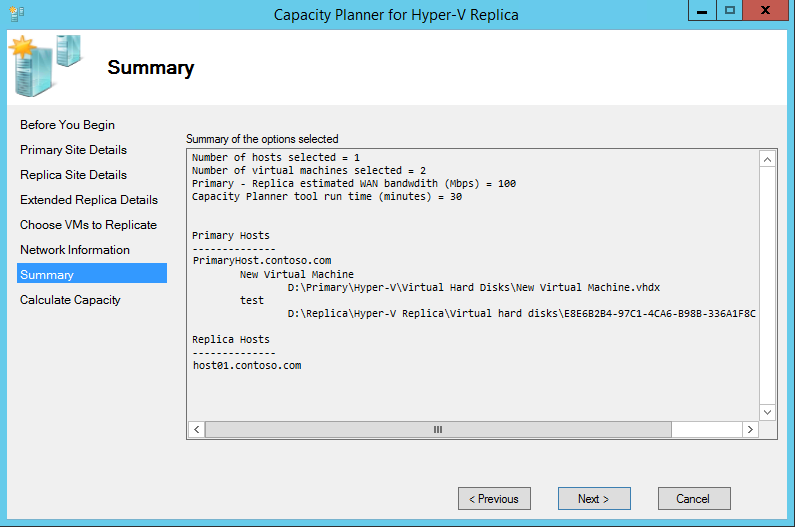 Capacity Planner for Hyper-V Replica
Summary
Before You Begin
Primary Site Details
Replica Site Details
Extended Replica Details
Choose VMs to Replicate
Network Information
Summary
Calculate Capacity
Summary of the options selected
Number of hosts selected = 1
Number of virtual machines selected = 2
Primary - Replica estimated WAN bandwdith (Mbps) = 100
Capacity Planner tool run time (minutes) = 30
Primary Hosts
--------------
PrimaryHost.contoso.com
New Virtual Machine
D:\Primary\Hyper-V\Virtual Hard Disks\New Virtual Machine.vhdx
test
D:\Replica\Hyper-V Replica\Virtual hard disks\E8E6B2B4-97C1-4CA6-B98B-336A1F8C
Replica Hosts
--------------
host01.contoso.com
< Previous
Next >
Cancel